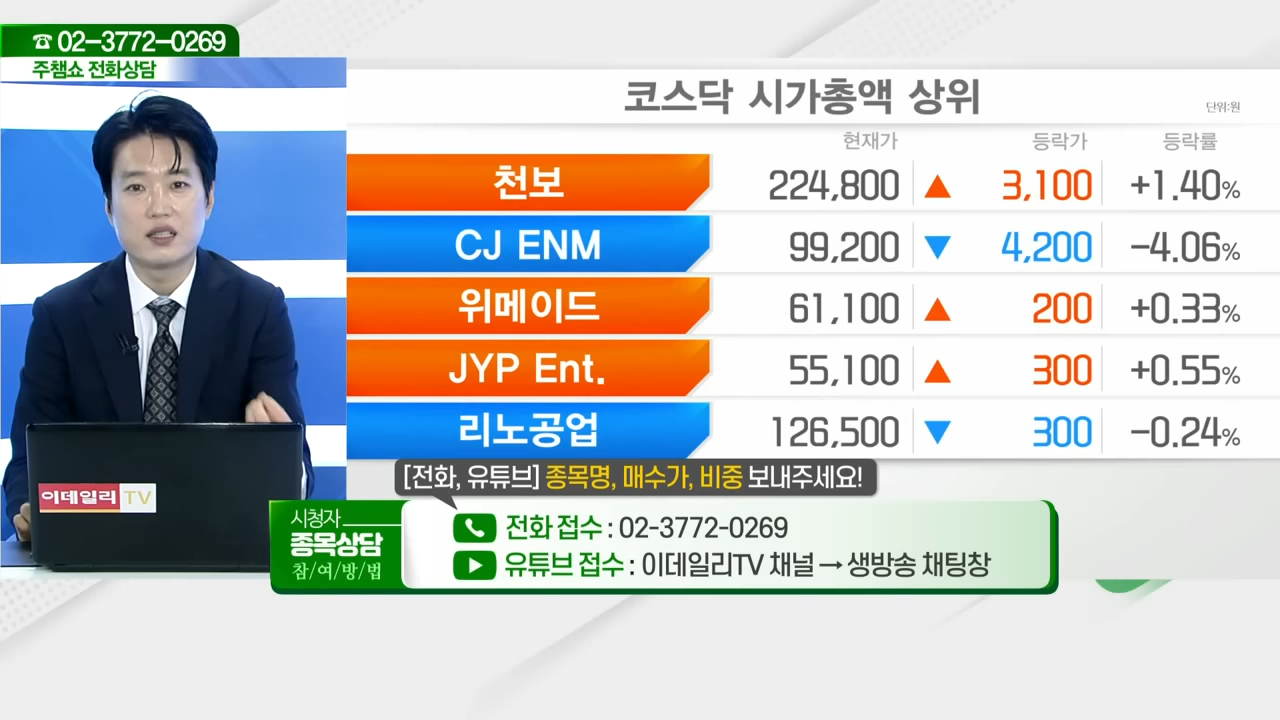 ☎ 02-3772-0269
주챔쇼 전화상담
코스닥 시가총액 상위
단위:원
현재가 등락가 등락률
천보 224,800 ▲ 3,100 +1.40%
CJ ENM 99,200 ▼ 4,200 -4.06%
위메이드 61,100 ▲ 200 +0.33%
JYP Ent. 55,100 ▲ 300 +0.55%
리노공업 126,500 ▼ 300 -0.24%
이데일리 TV
[전화, 유튜브] 종목명, 매수가, 비중 보내주세요!
시청자
종목상담
참/여/방/법
전화 접수 : 02-3772-0269
유튜브 접수 : 이데일리TV 채널 → 생방송 채팅창